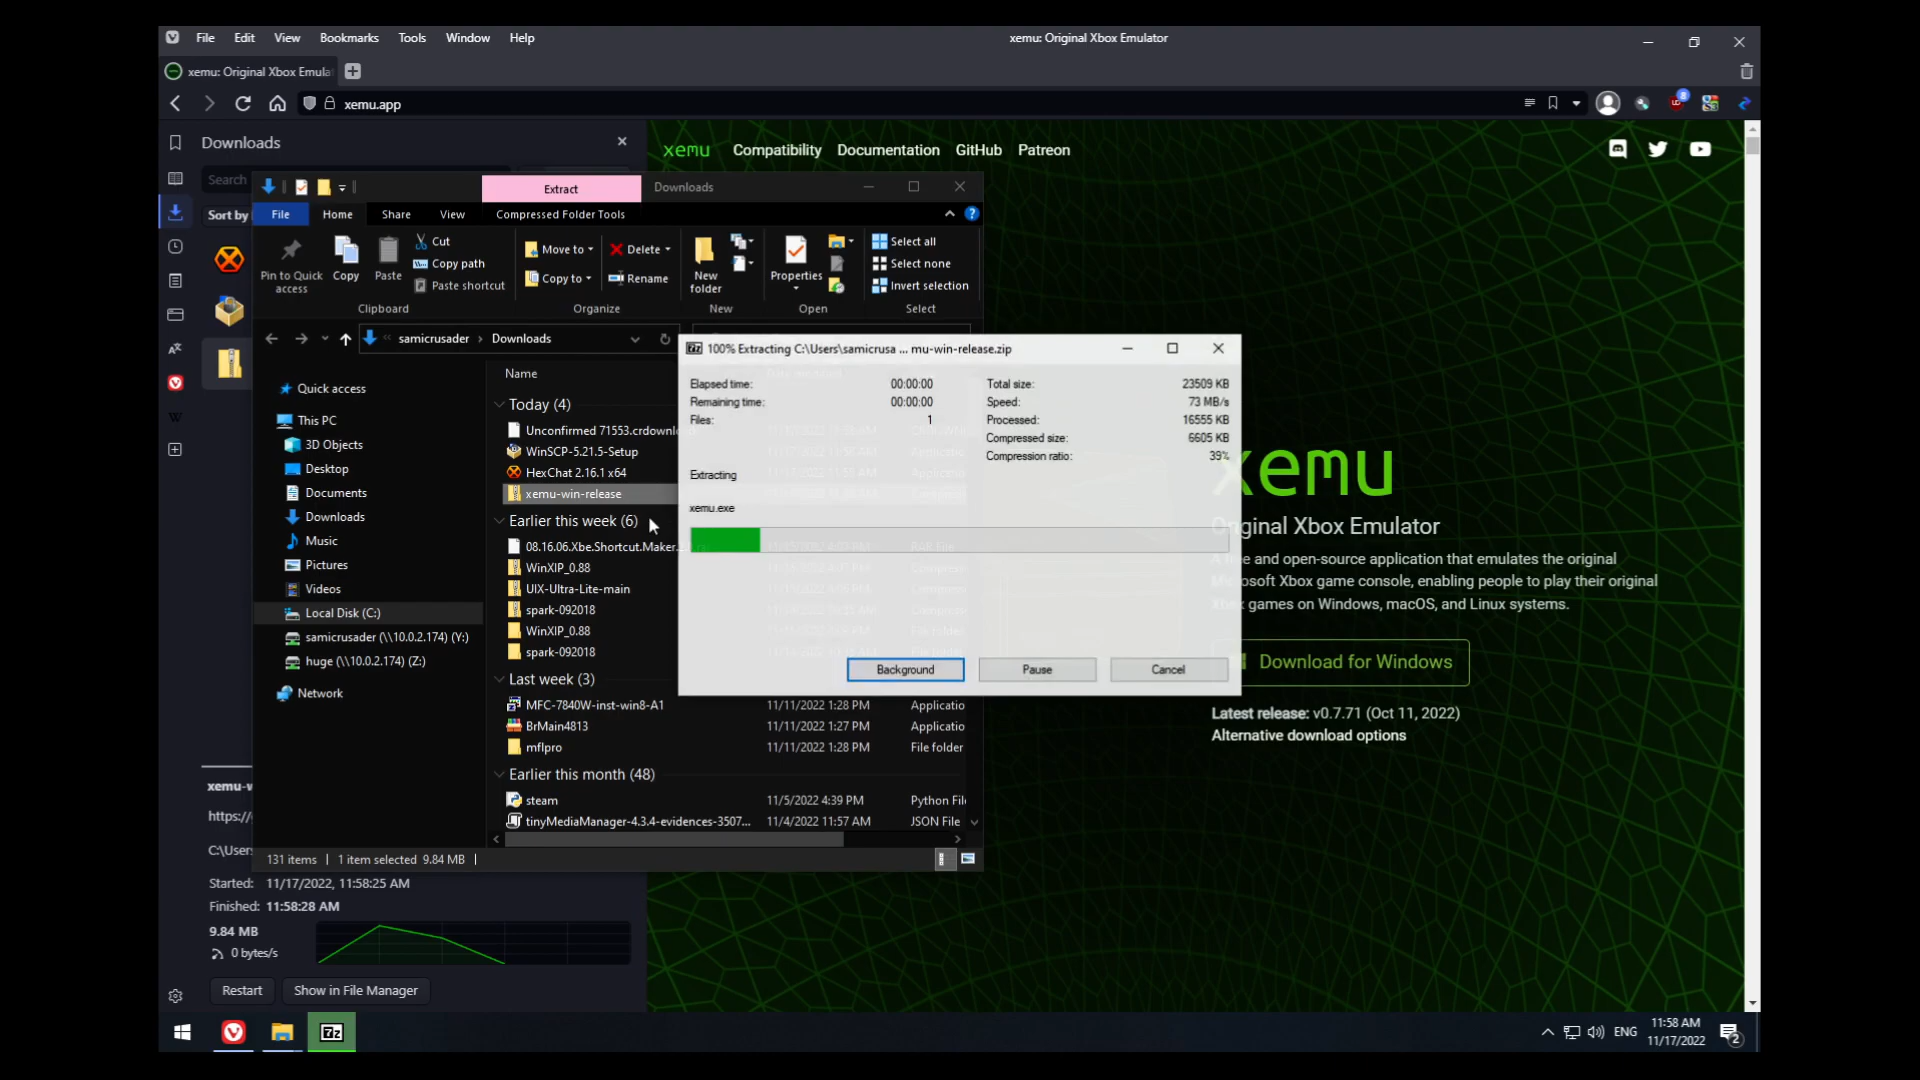 File Edit View Bookmarks Tools Window Help
xemu: Original Xbox Emulator
xemu: Original Xbox Emula
xemu.app
Downloads
Search
Sort by
Extract
Downloads
File Home Share View Compressed Folder Tools
Pin to Quick access
Copy
Paste
Cut
Copy path
Paste shortcut
Clipboard
Move to
Copy to
Delete
Rename
Organize
New folder
New
Properties
Open
Select all
Select none
Invert selection
Select
samicrusader Downloads
Quick access
This PC
3D Objects
Desktop
Documents
Downloads
Music
Pictures
Videos
Local Disk (C:)
samicrusader (\\10.0.2.174) (Y:)
huge (\\10.0.2.174) (Z:)
Network
Name
Today (4)
Unconfirmed 71553.crdownload
WinSCP-5.21.5-Setup
HexChat 2.16.1 x64
xemu-win-release
Earlier this week (6)
08.16.06.Xbe.Shortcut.Maker.
WinXIP_0.88
UIX-Ultra-Lite-main
spark-092018
WinXIP_0.88
spark-092018
Last week (3)
MFC-7840W-inst-win8-A1 11/11/2022 1:28 PM Applicatio
BrMain4813 11/11/2022 1:27 PM Applicatio
mflpro 11/11/2022 1:28 PM File folder
Earlier this month (48)
steam 11/5/2022 4:39 PM Python File
tinyMediaManager-4.3.4-evidences-3507... 11/4/2022 11:57 AM JSON File
131 items 1 item selected 9.84 MB
100% Extracting C:\Users\samicrusa ... mu-win-release.zip
Elapsed time: 00:00:00
Remaining time: 00:00:00
Files: 1
Total size: 23509 KB
Speed: 73 MB/s
Processed: 16555 KB
Compressed size: 6605 KB
Compression ratio: 39%
Extracting
xemu.exe
Background Pause Cancel
xemu Compatibility Documentation GitHub Patreon
xemu
Original Xbox Emulator
A free and open-source application that emulates the original
Microsoft Xbox game console, enabling people to play their original
Xbox games on Windows, macOS, and Linux systems.
Download for Windows
Latest release: v0.7.71 (Oct 11, 2022)
Alternative download options
xemu-w
https://
C:\Users
Started: 11/17/2022, 11:58:25 AM
Finished: 11:58:28 AM
9.84 MB
0 bytes/s
Restart Show in File Manager
ENG
11:58 AM
11/17/2022
2